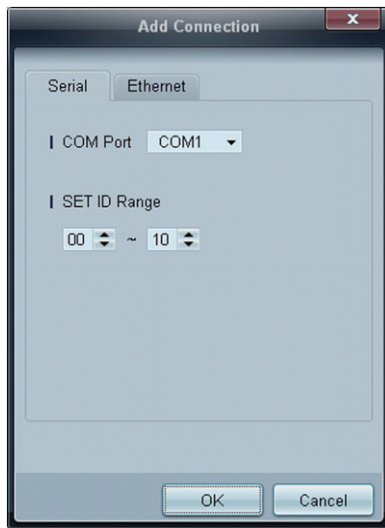 Add Connection
x
Serial Ethernet
COM Port COM1
SET ID Range
00 ~ 10
OK Cancel